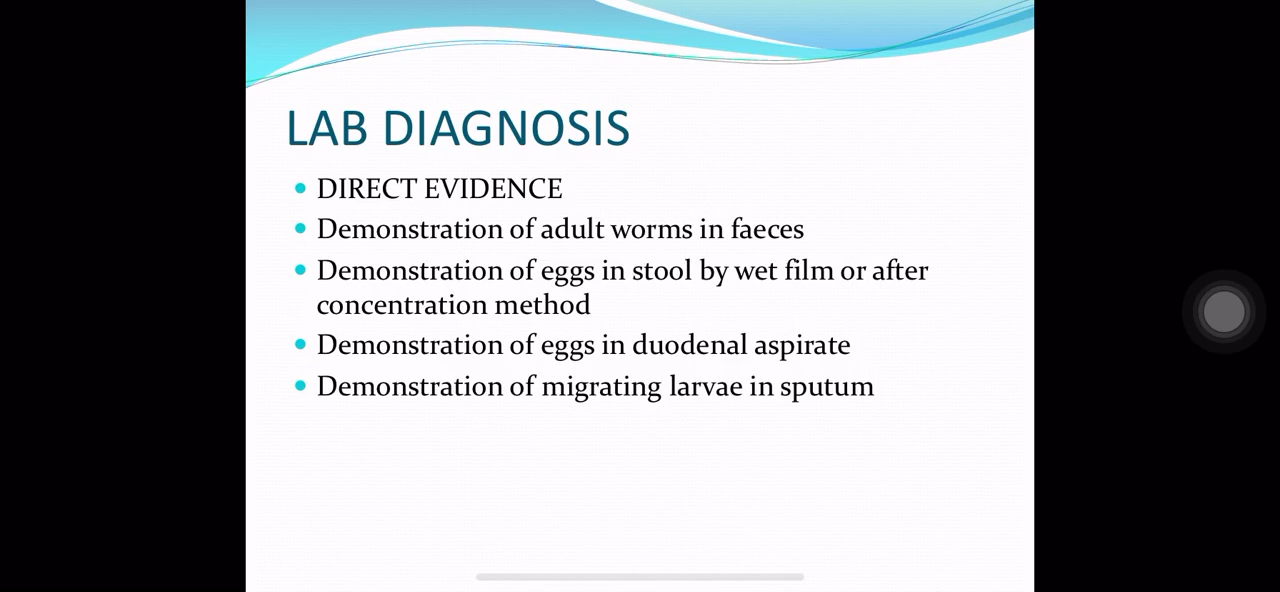 LAB DIAGNOSIS
• DIRECT EVIDENCE
• Demonstration of adult worms in faeces
• Demonstration of eggs in stool by wet film or after
concentration method
• Demonstration of eggs in duodenal aspirate
• Demonstration of migrating larvae in sputum